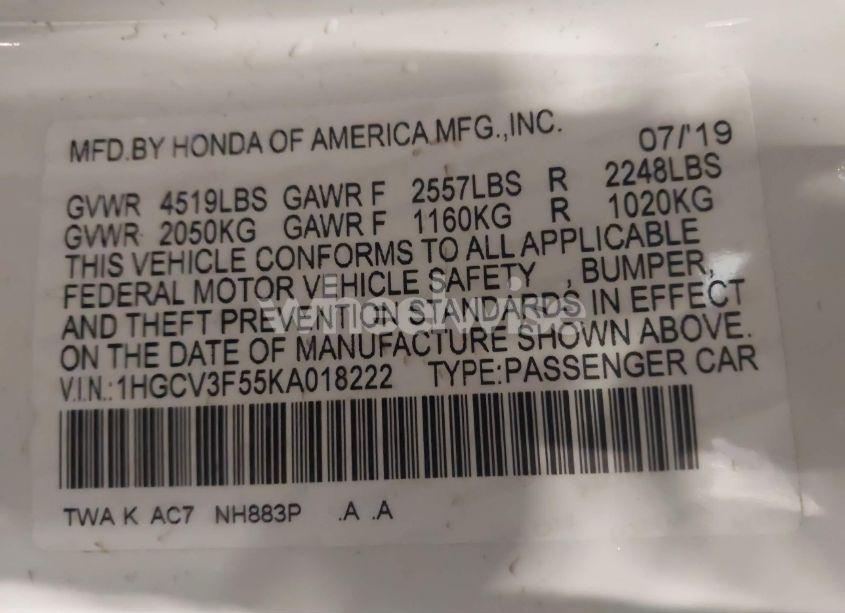 MFD.BY HONDA OF AMERICA MFG.,INC. 07/'19
GVWR 4519LBS GAWR F 2557LBS R 2248LBS
GVWR 2050KG GAWR F 1160KG R 1020KG
THIS VEHICLE CONFORMS TO ALL APPLICABLE
FEDERAL MOTOR VEHICLE SAFETY , BUMPER,
AND THEFT PREVENTION STANDARDS IN EFFECT
ON THE DATE OF MANUFACTURE SHOWN ABOVE.
V.I.N.:1HGCV3F55KA018222 TYPE:PASSENGER CAR
TWA K AC7 NH883P .A .A